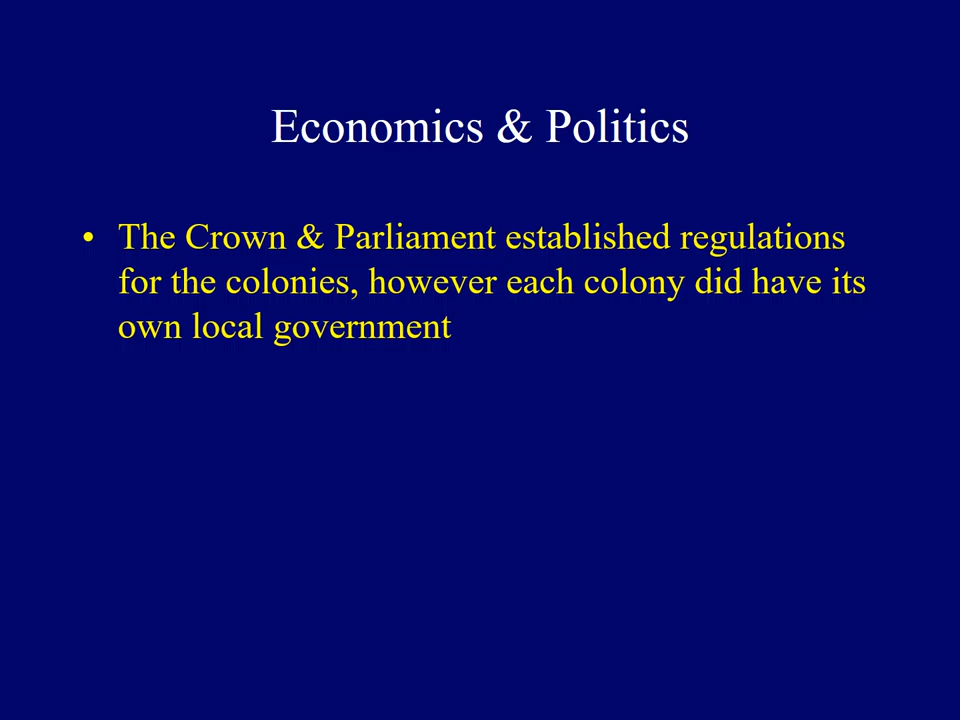 Economics & Politics
• The Crown & Parliament established regulations
for the colonies, however each colony did have its
own local government